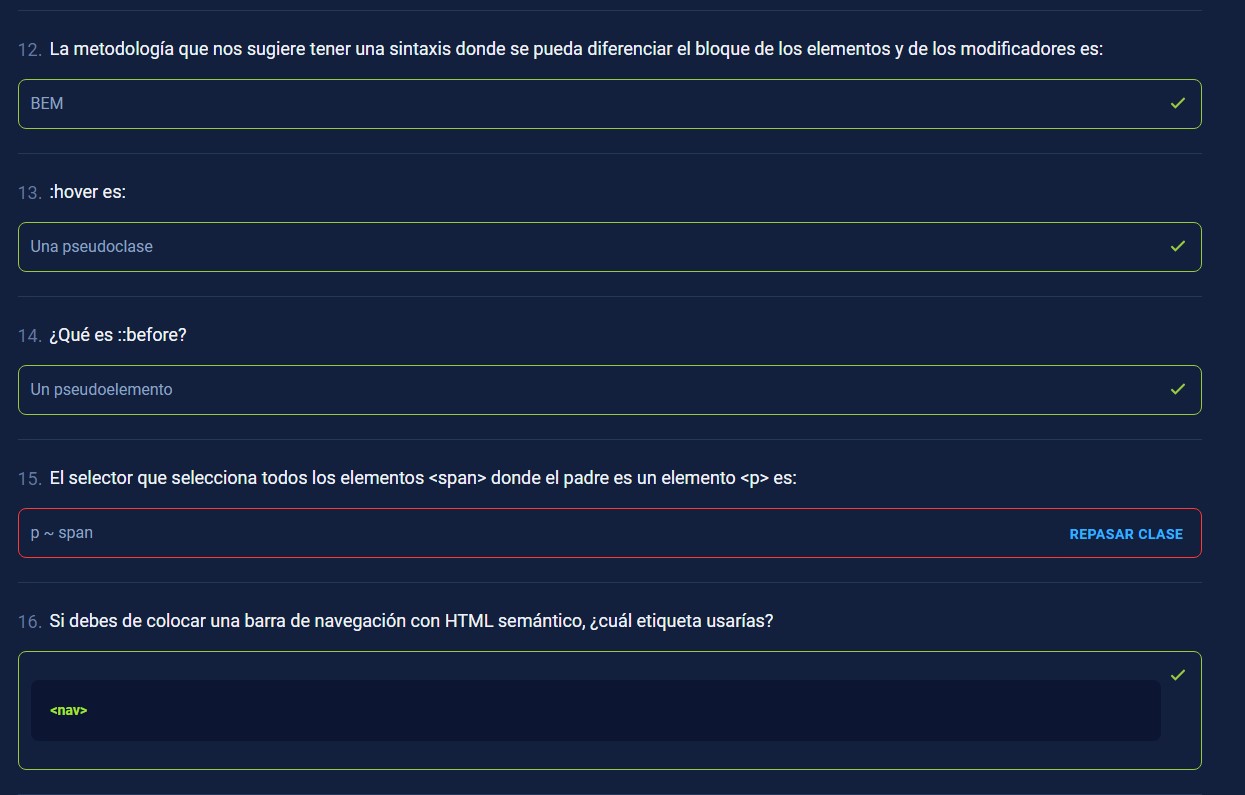 12. La metodología que nos sugiere tener una sintaxis donde se pueda diferenciar el bloque de los elementos y de los modificadores es:
BEM
13. :hover es:
Una pseudoclase
14. ¿Qué es ::before?
Un pseudoelemento
15. El selector que selecciona todos los elementos <span> donde el padre es un elemento <p> es:
p ~ span
REPASAR CLASE
16. Si debes de colocar una barra de navegación con HTML semántico, ¿cuál etiqueta usarías?
<nav>